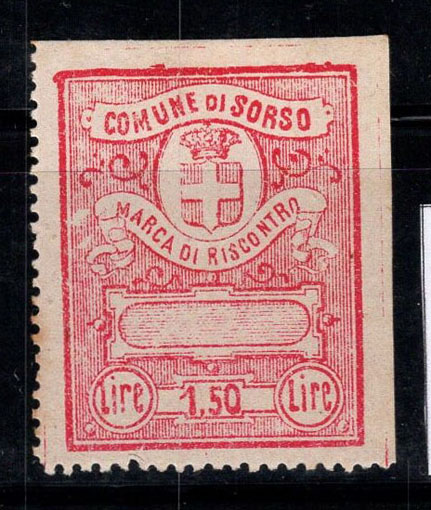 COMUNE DI SORSO
MARCA DI RISCONTRO
Lire 1,50 Lire